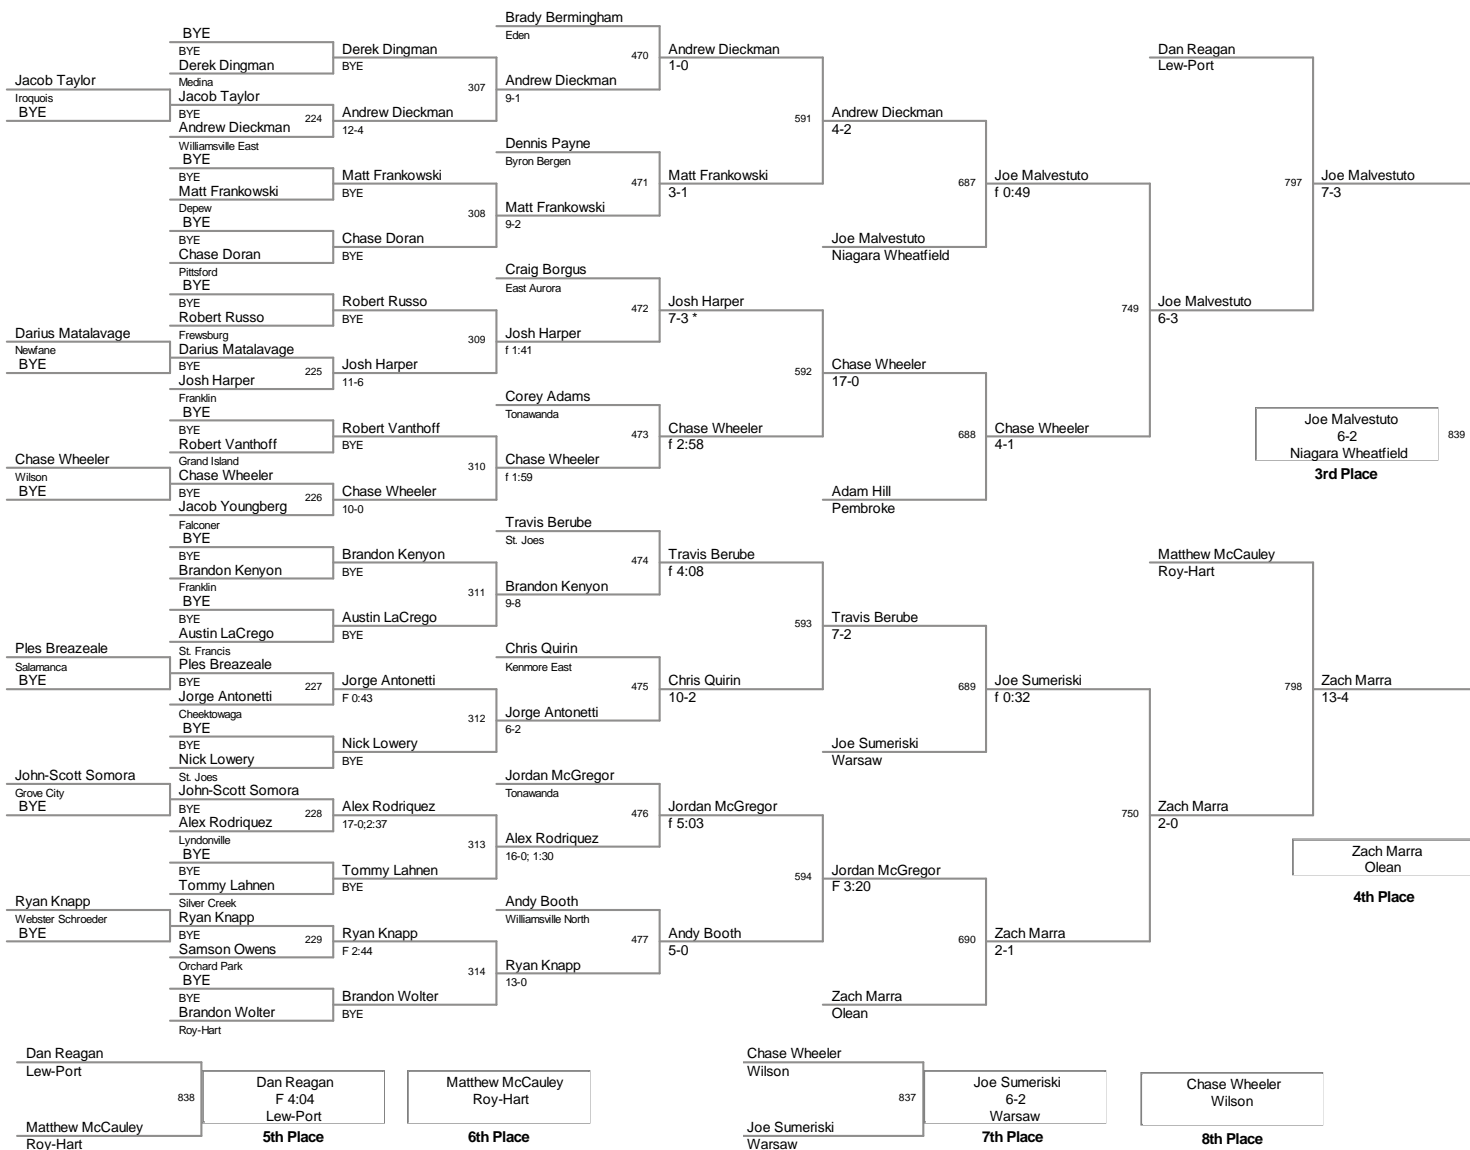 Jacob Taylor
Iroquois
BYE
Darius Matalavage
Newfane
BYE
Chase Wheeler
Wilson
BYE
Ples Breazeale
Salamanca
BYE
John-Scott Somora
Grove City
BYE
Ryan Knapp
Webster Schroeder
BYE
BYE
BYE
Derek Dingman
Medina
Jacob Taylor
BYE
224
Andrew Dieckman
Williamsville East
BYE
BYE
Matt Frankowski
Depew
BYE
BYE
Chase Doran
Pittsford
BYE
BYE
Robert Russo
Frewsburg
Darius Matalavage
BYE
225
Josh Harper
Franklin
BYE
BYE
Robert Vanthoff
Grand Island
Chase Wheeler
BYE
226
Jacob Youngberg
Falconer
BYE
BYE
Brandon Kenyon
Franklin
BYE
BYE
Austin LaCrego
St. Francis
Ples Breazeale
BYE
227
Jorge Antonetti
Cheektowaga
BYE
BYE
Nick Lowery
St. Joes
John-Scott Somora
BYE
228
Alex Rodriquez
Lyndonville
BYE
BYE
Tommy Lahnen
Silver Creek
Ryan Knapp
BYE
229
Samson Owens
Orchard Park
BYE
BYE
Brandon Wolter
Roy-Hart
Derek Dingman
BYE
307
Andrew Dieckman
12-4
Matt Frankowski
BYE
308
Chase Doran
BYE
Robert Russo
BYE
309
Josh Harper
11-6
Robert Vanthoff
BYE
310
Chase Wheeler
10-0
Brandon Kenyon
BYE
311
Austin LaCrego
BYE
Jorge Antonetti
F 0:43
312
Nick Lowery
BYE
Alex Rodriquez
17-0;2:37
313
Tommy Lahnen
BYE
Ryan Knapp
F 2:44
314
Brandon Wolter
BYE
Brady Bermingham
Eden
470
Andrew Dieckman
9-1
Dennis Payne
Byron Bergen
471
Matt Frankowski
9-2
Craig Borgus
East Aurora
472
Josh Harper
f 1:41
Corey Adams
Tonawanda
473
Chase Wheeler
f 1:59
Travis Berube
St. Joes
474
Brandon Kenyon
9-8
Chris Quirin
Kenmore East
475
Jorge Antonetti
6-2
Jordan McGregor
Tonawanda
476
Alex Rodriquez
16-0; 1:30
Andy Booth
Williamsville North
477
Ryan Knapp
13-0
Andrew Dieckman
1-0
591
Matt Frankowski
3-1
Josh Harper
7-3 *
592
Chase Wheeler
f 2:58
Travis Berube
f 4:08
593
Chris Quirin
10-2
Jordan McGregor
f 5:03
594
Andy Booth
5-0
Andrew Dieckman
4-2
687
Joe Malvestuto
Niagara Wheatfield
Chase Wheeler
17-0
688
Adam Hill
Pembroke
Travis Berube
7-2
689
Joe Sumeriski
Warsaw
Jordan McGregor
F 3:20
690
Zach Marra
Olean
Joe Malvestuto
f 0:49
749
Chase Wheeler
4-1
Joe Sumeriski
f 0:32
750
Zach Marra
2-1
Dan Reagan
Lew-Port
797
Joe Malvestuto
6-3
Matthew McCauley
Roy-Hart
798
Zach Marra
2-0
Joe Malvestuto
7-3
Joe Malvestuto
6-2
839
Niagara Wheatfield
3rd Place
Zach Marra
13-4
Zach Marra
Olean
4th Place
Dan Reagan
Lew-Port
838
Matthew McCauley
Roy-Hart
Dan Reagan
F 4:04
Lew-Port
5th Place
Matthew McCauley
Roy-Hart
6th Place
Chase Wheeler
Wilson
837
Joe Sumeriski
Warsaw
Joe Sumeriski
6-2
Warsaw
7th Place
Chase Wheeler
Wilson
8th Place